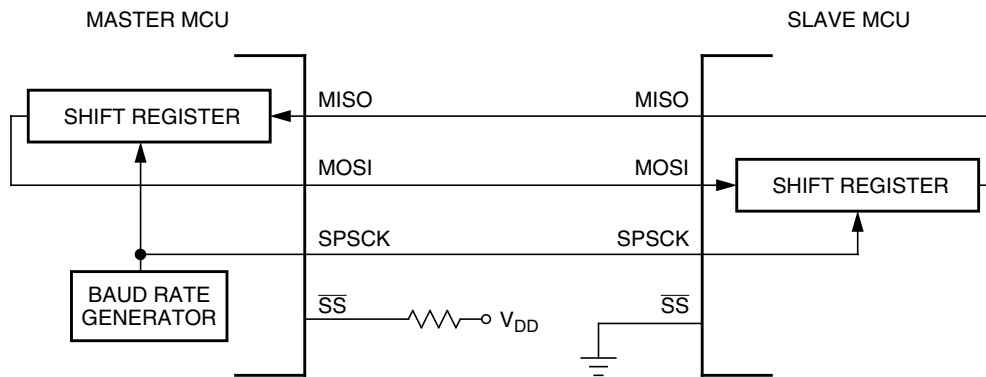 MASTER MCU
SLAVE MCU
SHIFT REGISTER
MISO
MISO
MOSI
MOSI
SHIFT REGISTER
SPSCK
SPSCK
BAUD RATE
GENERATOR
SS
VDD
SS